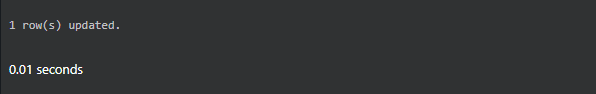 1 row(s) updated.
0.01 seconds